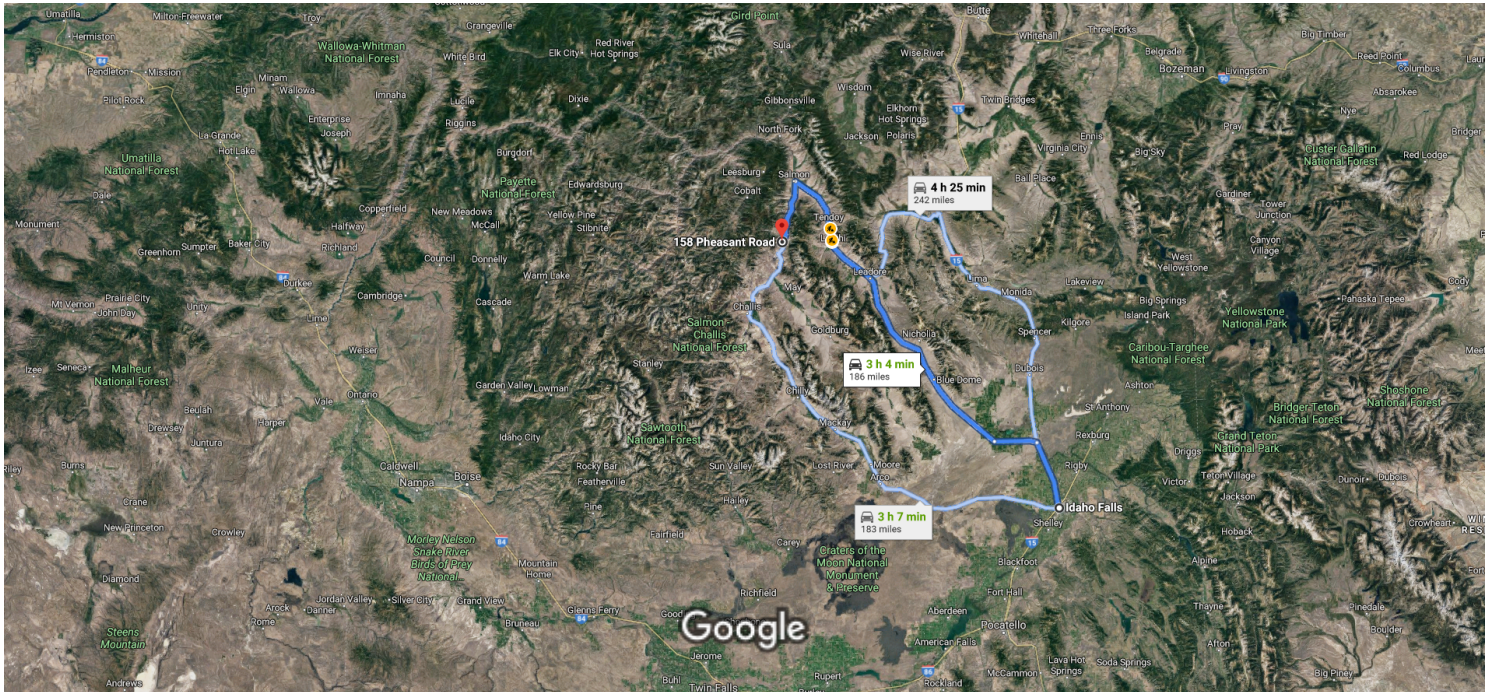 Umatilla
Milton-Freewater
Troy
Grangeville
Gird Point
Butte
Whitehall
Three Forks
Big Timber
Hermiston
Wallowa-Whitman
National Forest
White Bird
Elk City
Red River
Hot Springs
Sula
Wise River
Belgrade
Bozeman
Livingston
Reed Point
Columbus
84
90
Pendleton
Mission
Minam
Wallowa
Elgin
Imnaha
Lucile
Dixie
Gibbonsville
Wisdom
Elkhorn
Hot Springs
15
Twin Bridges
Absarokee
Nye
Pilot Rock
Enterprise
Joseph
Riggins
North Fork
Jackson
Polaris
Ennis
Pray
Bridger
La Grande
Hot Lake
Burgdorf
Virginia City
Big Sky
Custer Gallatin
National Forest
Red Lodge
Umatilla
National Forest
Payette
National Forest
Edwardsburg
Leesburg
Salmon
Cobalt
4 h 25 min
242 miles
Ball Place
Gardiner
Dale
Tower
Junction
Monument
Copperfield
New Meadows
McCall
Yellow Pine
Stibnite
Tendoy
Halfway
Richland
Greenhorn
Sumpter
Baker City
158 Pheasant Road
Canyon
Village
Council
Donnelly
Warm Lake
Leadore
15
West
Yellowstone
84
Durkee
Lima
Lakeview
Cody
Prairie City
Mt Vernon
John Day
Unity
Cambridge
Cascade
May
Challis
Monida
Big Springs
Island Park
Pahaska Tepee
Lime
Salmon-
Challis
National Forest
Goldburg
Nicholia
Spencer
Kilgore
Yellowstone
National Park
Weiser
Caribou-Targhee
National Forest
Izee
Seneca
Malheur
National Forest
Stanley
3 h 4 min
186 miles
Blue Dome
Dubois
Ashton
Garden Valley
Lowman
Chilly
Shoshone
National Forest
Vale
Ontario
Beulah
Drewsey
Juntura
Harper
St Anthony
Bridger-Teton
National Forest
Mackay
Sawtooth
National Forest
Idaho City
Rexburg
Grand Teton
National Park
Driggs
Riley
Burns
Caldwell
Nampa
Boise
Rocky Bar
Featherville
Sun Valley
Lost River
Moore
Arco
Rigby
Victor
Teton Village
Jackson
Dunoir
Dubois
Crane
New Princeton
Crowley
Pine
Hailey
3 h 7 min
183 miles
Idaho Falls
Shelley
Hoback
Crowheart
Morley Nelson
Snake River
Birds of Prey
National...
84
Fairfield
Carey
Craters of the
Moon National
Monument
& Preserve
15
Blackfoot
Alpine
Mountain
Home
Diamond
Jordan Valley
Danner
Arock
Rome
Silver City
Grand View
Bruneau
Glenns Ferry
84
Richfield
Fort Hall
Thayne
Pinedale
Boulder
Aberdeen
Google
Steens
Mountain
Pocatello
American Falls
Afton
Jerome
86
McCammon
Lava Hot
Springs
Soda Springs
Andrews
Buhl
Twin Falls
Rupert
Rockland
Big Piney